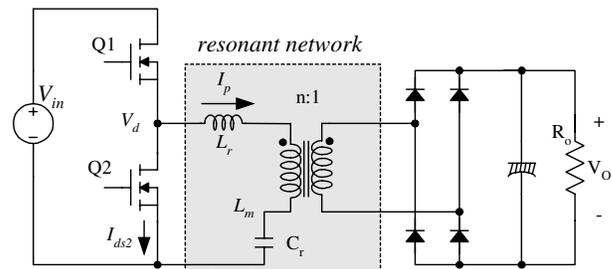 resonant network
Q1
I_p
n:1
V_in
+
-
V_d
L_r
R_o
+
V_O
-
Q2
L_m
I_ds2
C_r